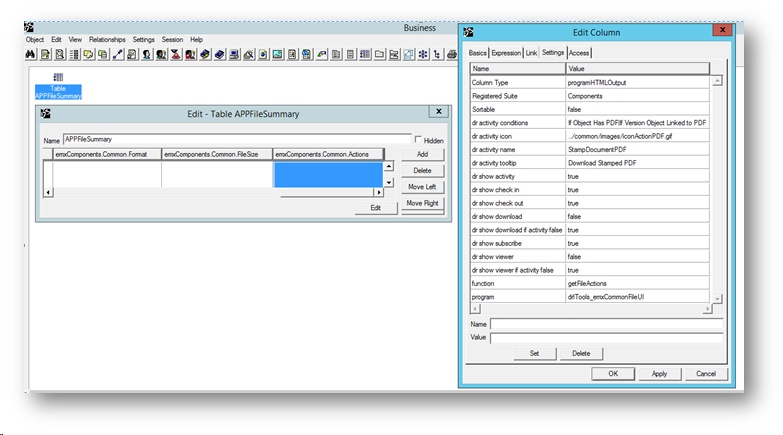 Business
Object Edit View Relationships Settings Session Help
Table
APPFileSummary
Edit - Table APPFileSummary
X
Name APPFileSummary Hidden
emxComponents.Common.Format emxComponents.Common.FileSize emxComponents.Common.Actions
Add
Delete
Move Left
Edit Move Right
Edit Column
X
Basics Expression Link Settings Access
Name Value
Column Type programHTMLOutput
Registered Suite Components
Sortable false
dr activity conditions If Object Has PDF|If Version Object Linked to PDF
dr activity icon ../common/images/iconActionPDF.gif
dr activity name StampDocumentPDF
dr activity tooltip Download Stamped PDF
dr show activity true
dr show check in true
dr show check out true
dr show download false
dr show download if activity false true
dr show subscribe true
dr show viewer false
dr show viewer if activity false true
function getFileActions
program drlTools_emxCommonFileUI
Name
Value
Set Delete
OK Apply Cancel